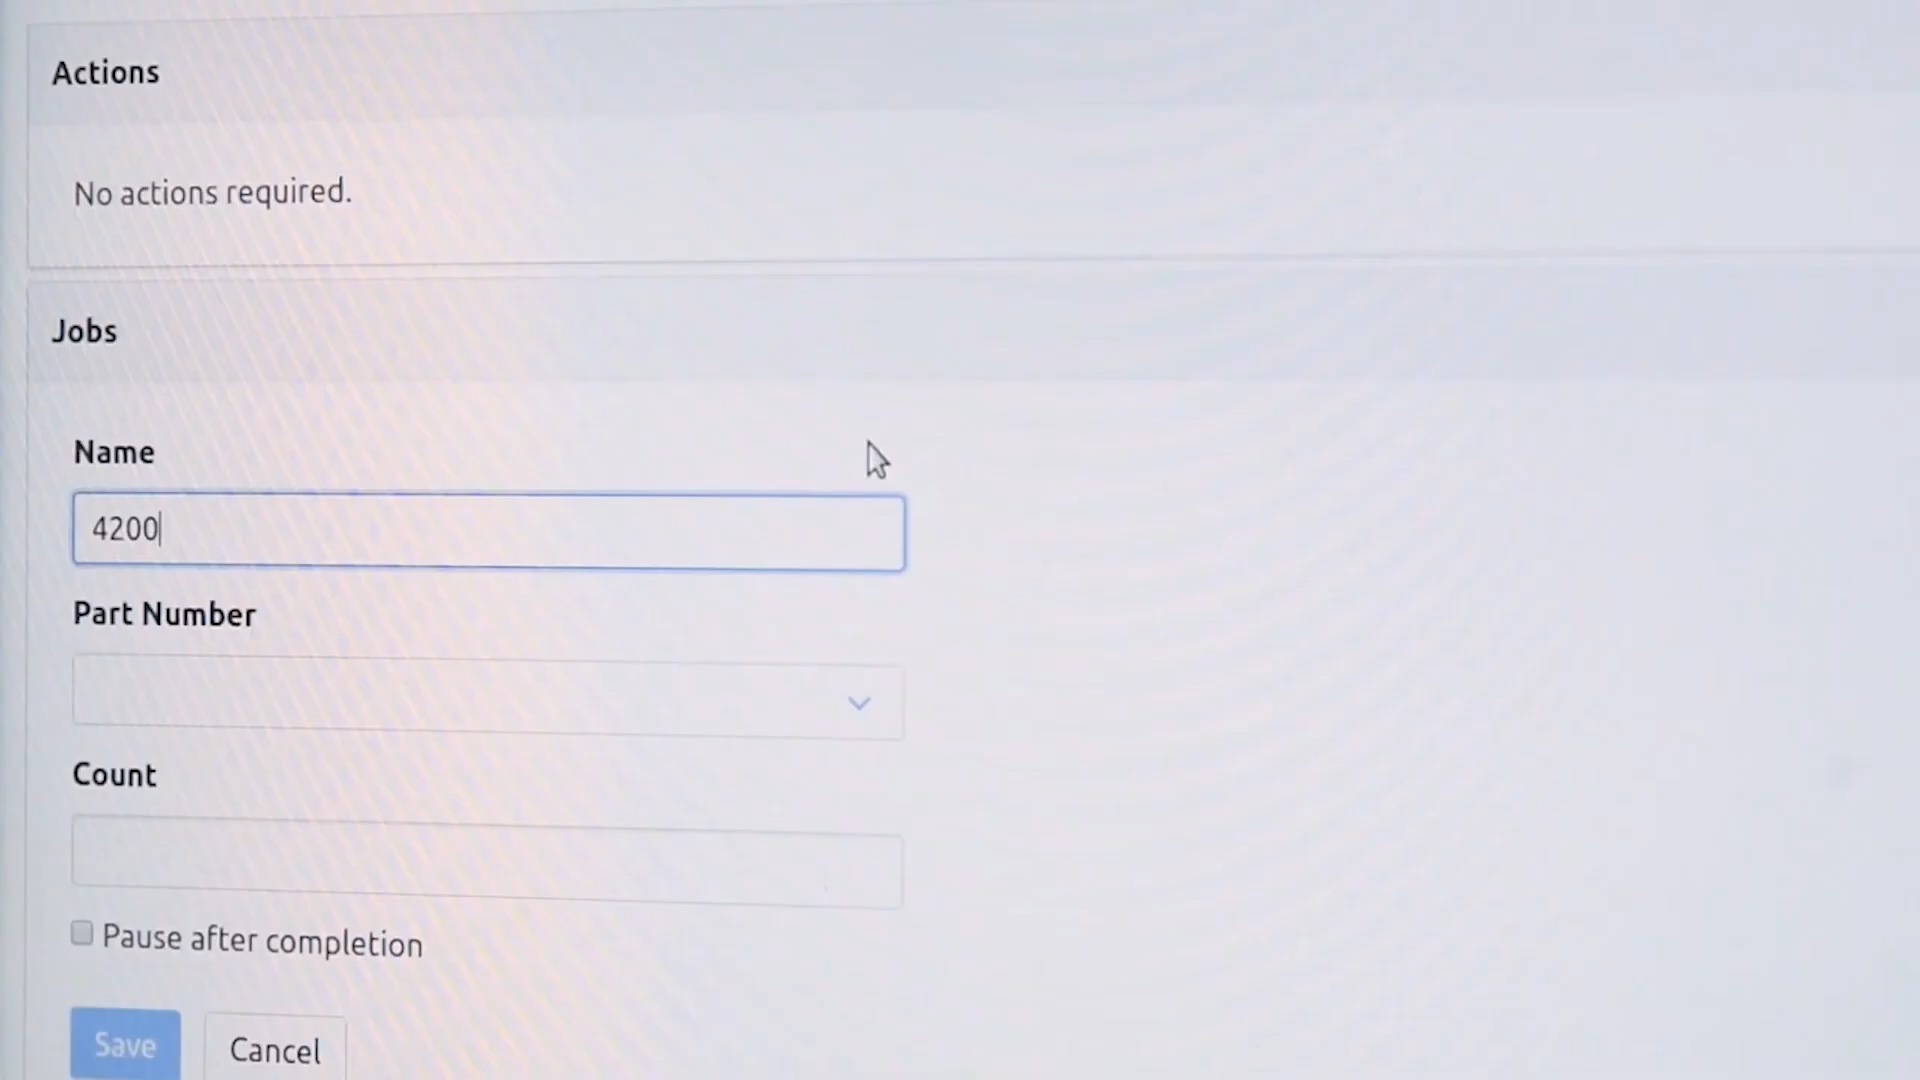 Actions
No actions required.
Jobs
Name
4200
Part Number
Count
Pause after completion
Save
Cancel